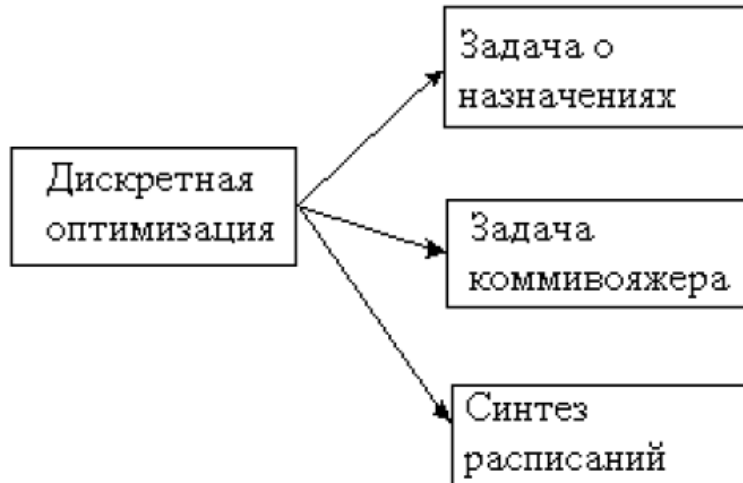 Дискретная
оптимизация
Задача о
назначениях
Задача
коммивояжера
Синтез
расписаний